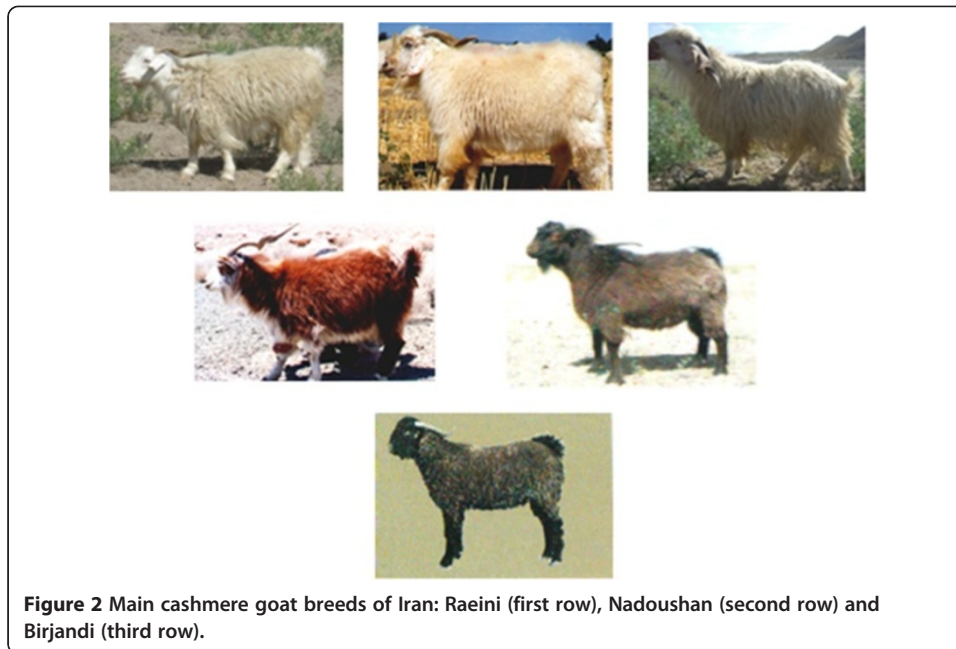 Figure 2 Main cashmere goat breeds of Iran: Raeini (first row), Nadoushan (second row) and
Birjandi (third row).